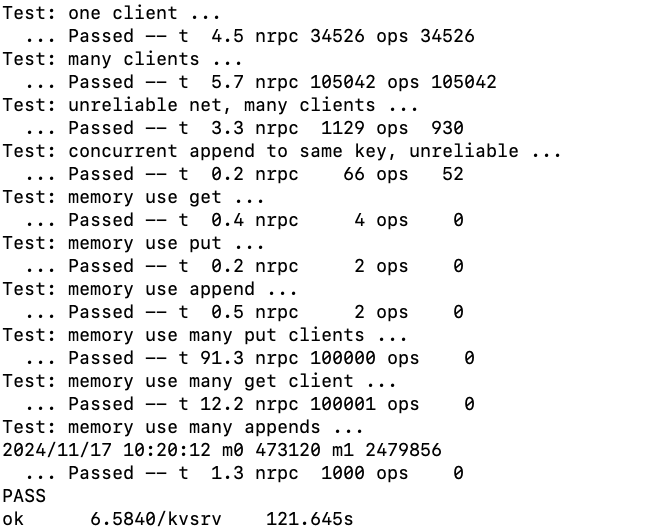 Test: one client ...
  ... Passed -- t  4.5 nrpc 34526 ops 34526
Test: many clients ...
  ... Passed -- t  5.7 nrpc 105042 ops 105042
Test: unreliable net, many clients ...
  ... Passed -- t  3.3 nrpc  1129 ops  930
Test: concurrent append to same key, unreliable ...
  ... Passed -- t  0.2 nrpc    66 ops   52
Test: memory use get ...
  ... Passed -- t  0.4 nrpc     4 ops    0
Test: memory use put ...
  ... Passed -- t  0.2 nrpc     2 ops    0
Test: memory use append ...
  ... Passed -- t  0.5 nrpc     2 ops    0
Test: memory use many put clients ...
  ... Passed -- t 91.3 nrpc 100000 ops    0
Test: memory use many get client ...
  ... Passed -- t 12.2 nrpc 100001 ops    0
Test: memory use many appends ...
2024/11/17 10:20:12 m0 473120 m1 2479856
  ... Passed -- t  1.3 nrpc  1000 ops    0
PASS
ok      6.5840/kvsrv    121.645s